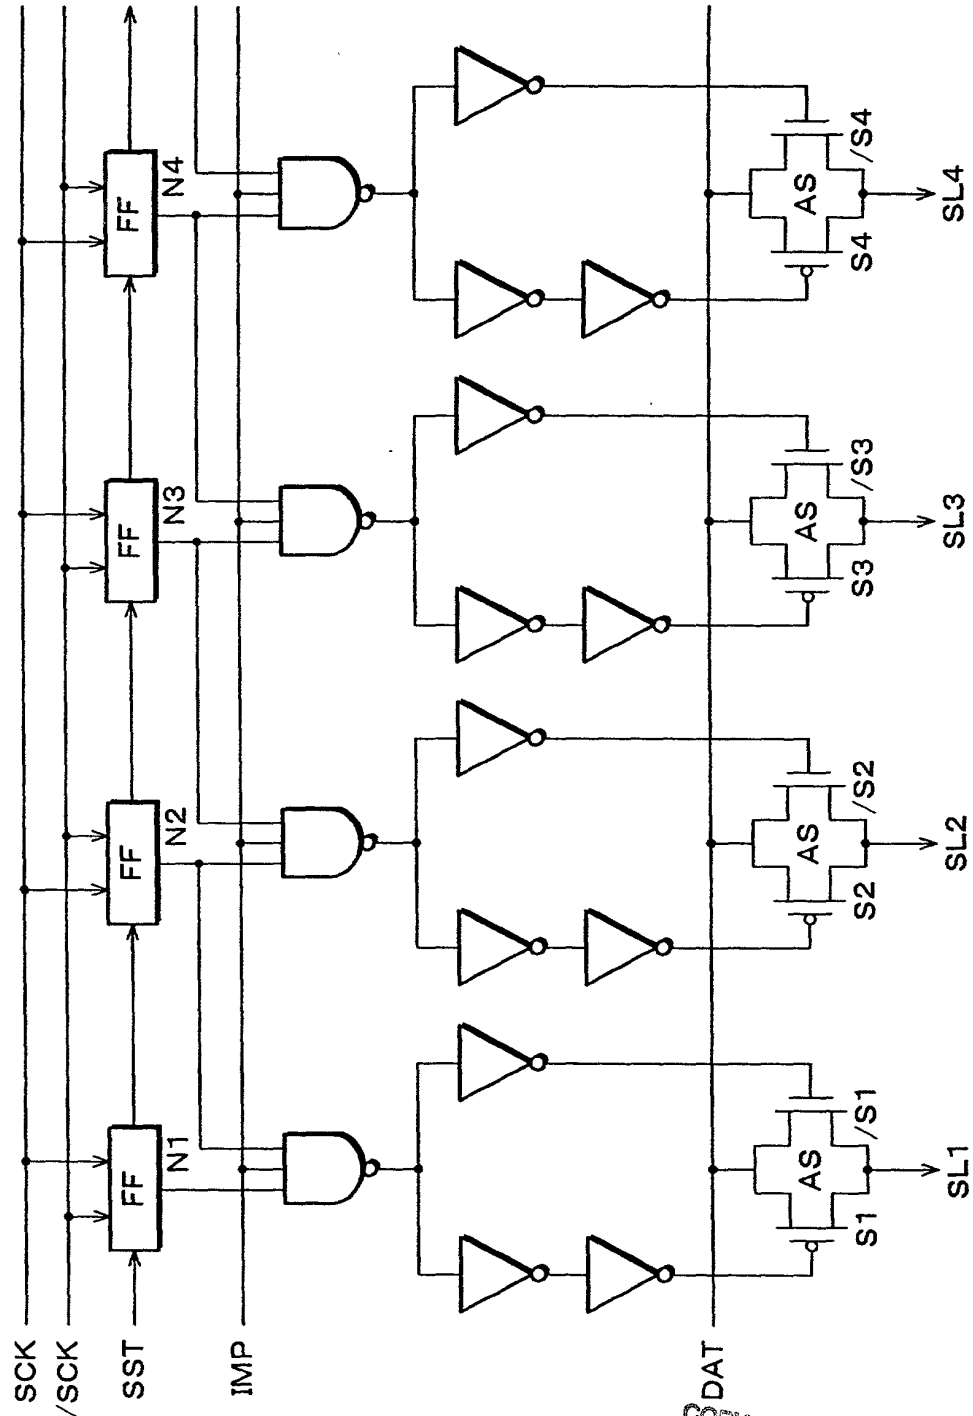 SCK
/SCK
SST
IMP
DAT
FF
N1
FF
N2
FF
N3
FF
N4
AS
S1
/S1
SL1
AS
S2
/S2
SL2
AS
S3
/S3
SL3
AS
S4
/S4
SL4